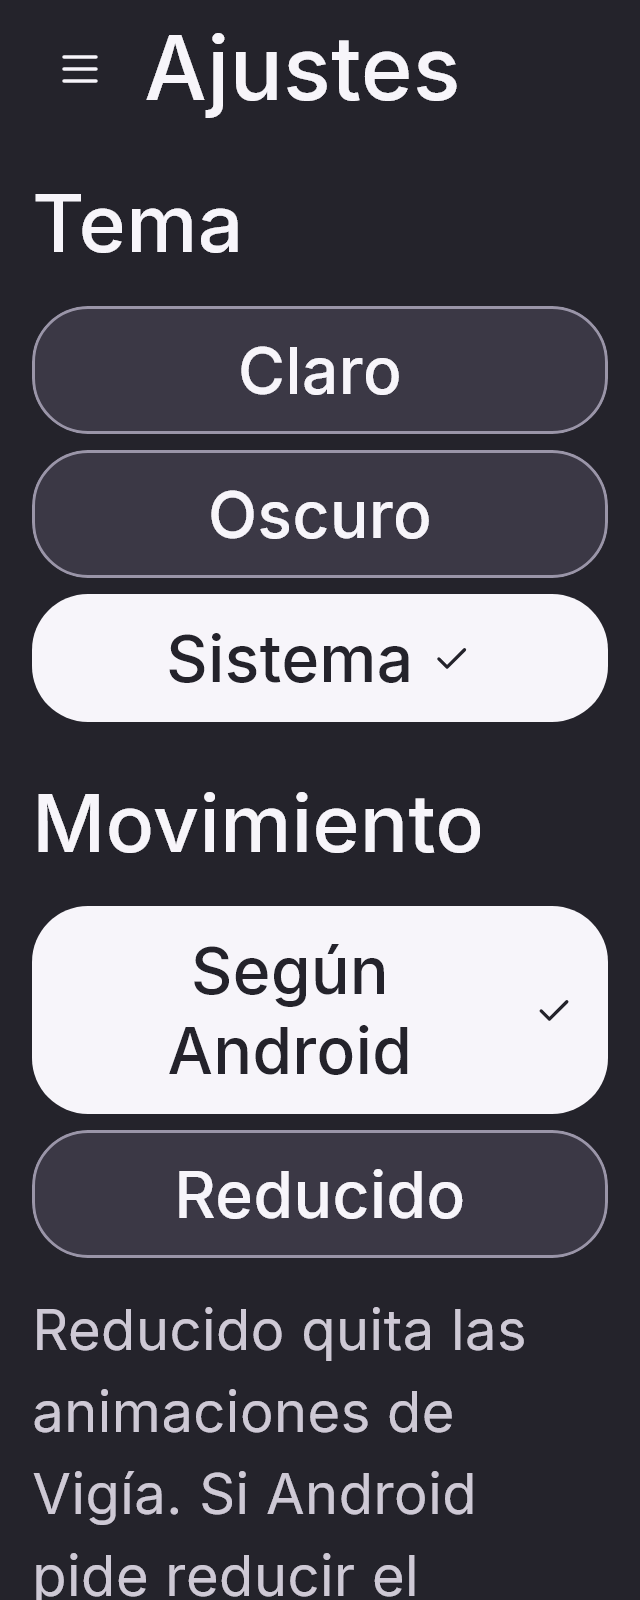 Ajustes
Tema
Claro
Oscuro
Sistema
Movimiento
Según
Android
Reducido
Reducido quita las
animaciones de
Vigía. Si Android
pide reducir el